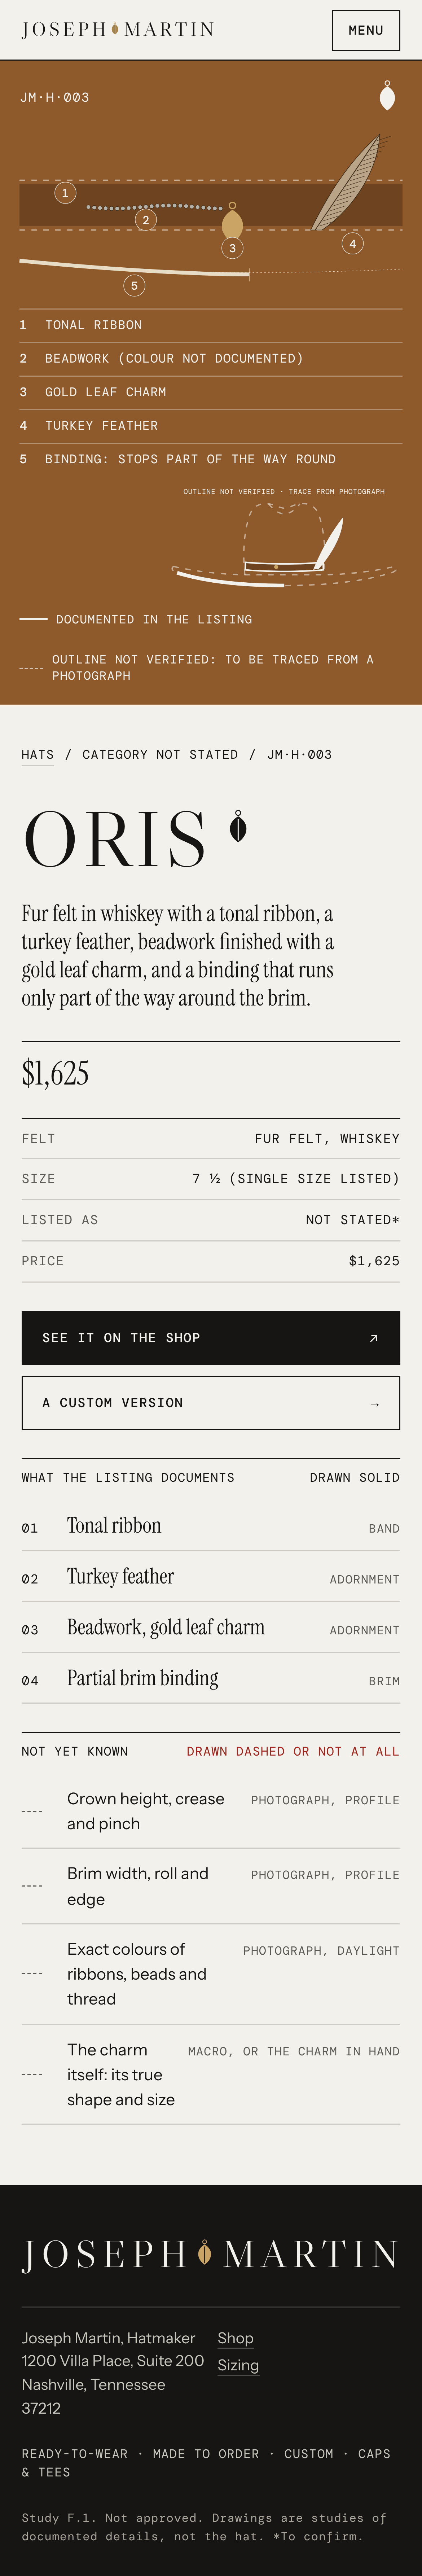 JOSEPH MARTIN
MENU
JM·H·003
1
2
3
4
5
1 TONAL RIBBON
2 BEADWORK (COLOUR NOT DOCUMENTED)
3 GOLD LEAF CHARM
4 TURKEY FEATHER
5 BINDING: STOPS PART OF THE WAY ROUND
OUTLINE NOT VERIFIED · TRACE FROM PHOTOGRAPH
DOCUMENTED IN THE LISTING
OUTLINE NOT VERIFIED: TO BE TRACED FROM A
PHOTOGRAPH
HATS / CATEGORY NOT STATED / JM·H·003
ORIS
Fur felt in whiskey with a tonal ribbon, a
turkey feather, beadwork finished with a
gold leaf charm, and a binding that runs
only part of the way around the brim.
$1,625
FELT FUR FELT, WHISKEY
SIZE 7 ½ (SINGLE SIZE LISTED)
LISTED AS NOT STATED*
PRICE $1,625
SEE IT ON THE SHOP ↗
A CUSTOM VERSION →
WHAT THE LISTING DOCUMENTS DRAWN SOLID
01 Tonal ribbon BAND
02 Turkey feather ADORNMENT
03 Beadwork, gold leaf charm ADORNMENT
04 Partial brim binding BRIM
NOT YET KNOWN DRAWN DASHED OR NOT AT ALL
Crown height, crease PHOTOGRAPH, PROFILE
and pinch
Brim width, roll and PHOTOGRAPH, PROFILE
edge
Exact colours of PHOTOGRAPH, DAYLIGHT
ribbons, beads and
thread
The charm MACRO, OR THE CHARM IN HAND
itself: its true
shape and size
JOSEPH MARTIN
Joseph Martin, Hatmaker
1200 Villa Place, Suite 200
Nashville, Tennessee
37212
Shop
Sizing
READY-TO-WEAR · MADE TO ORDER · CUSTOM · CAPS
& TEES
Study F.1. Not approved. Drawings are studies of
documented details, not the hat. *To confirm.